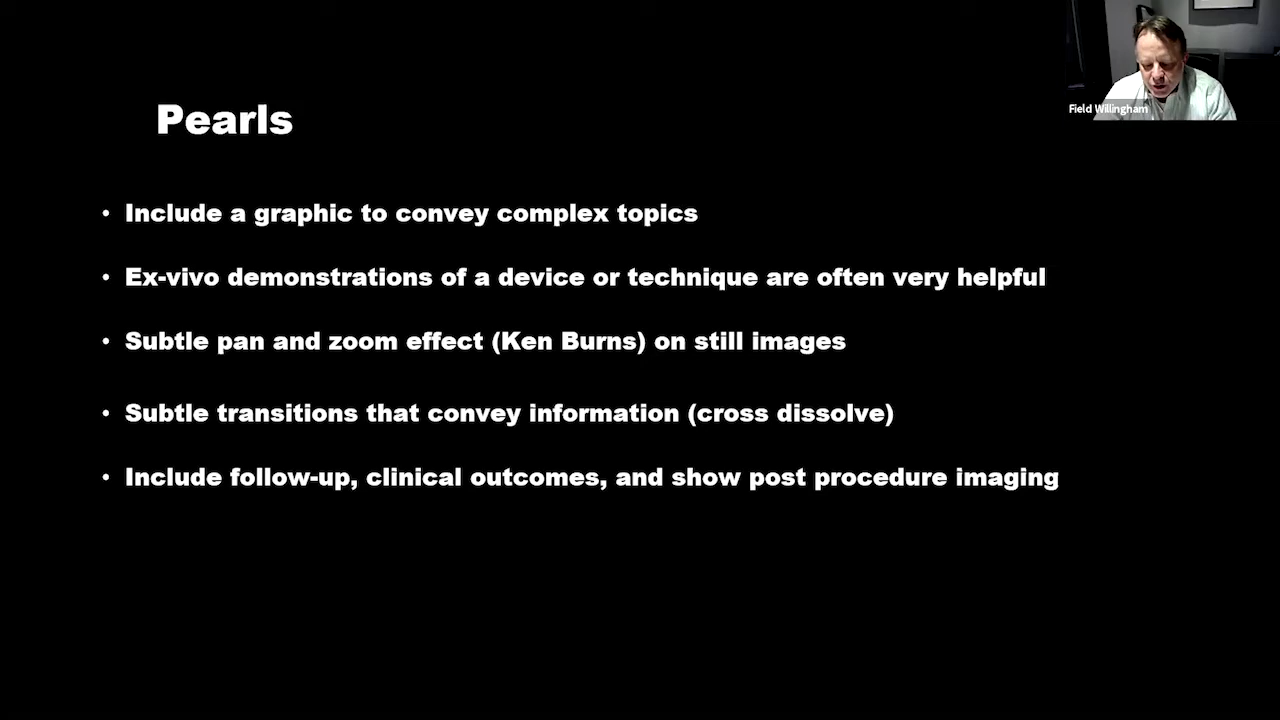 Field Willingham
Pearls
• Include a graphic to convey complex topics
• Ex-vivo demonstrations of a device or technique are often very helpful
• Subtle pan and zoom effect (Ken Burns) on still images
• Subtle transitions that convey information (cross dissolve)
• Include follow-up, clinical outcomes, and show post procedure imaging